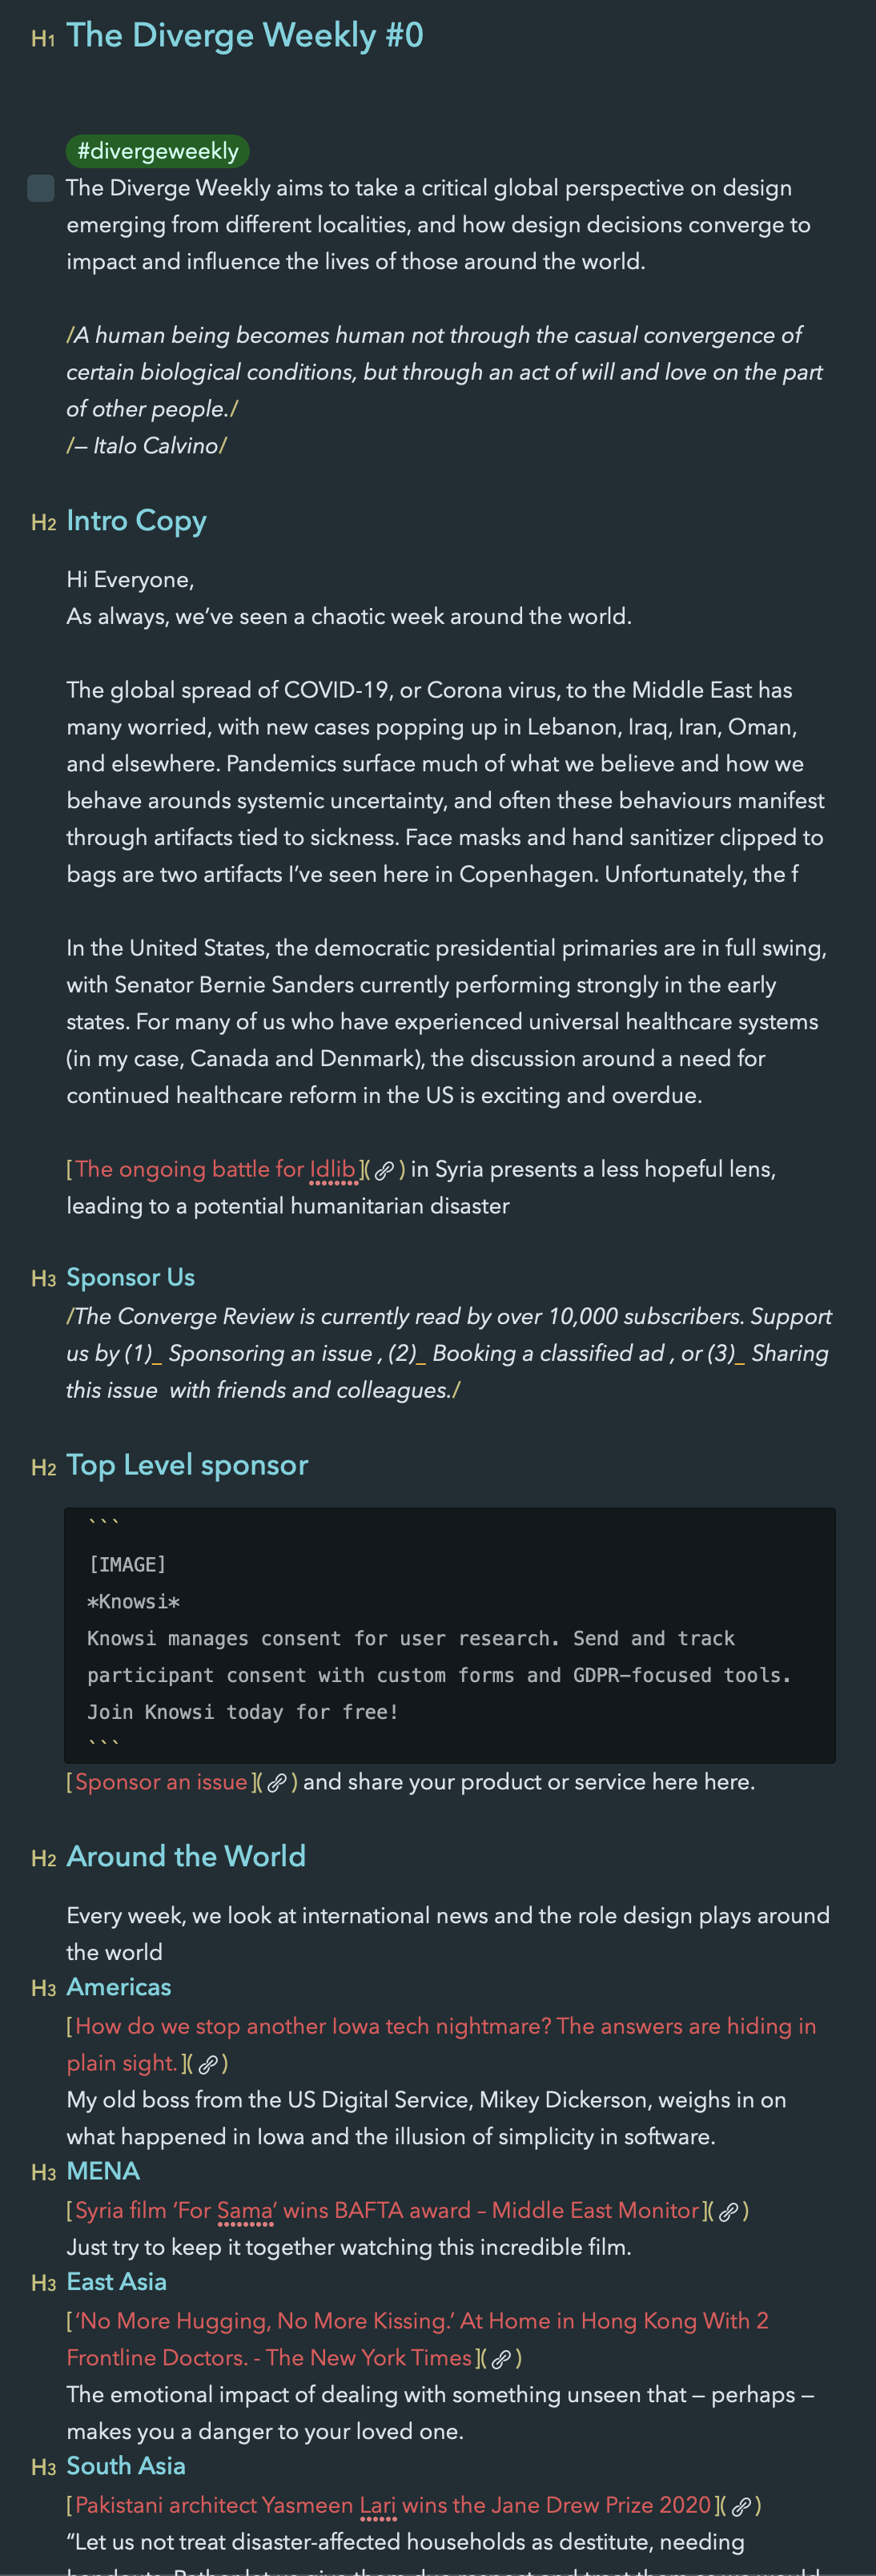 H1 The Diverge Weekly #0
#divergeweekly
The Diverge Weekly aims to take a critical global perspective on design
emerging from different localities, and how design decisions converge to
impact and influence the lives of those around the world.
/A human being becomes human not through the casual convergence of
certain biological conditions, but through an act of will and love on the part
of other people./
/— Italo Calvino/
H2 Intro Copy
Hi Everyone,
As always, we’ve seen a chaotic week around the world.
The global spread of COVID-19, or Corona virus, to the Middle East has
many worried, with new cases popping up in Lebanon, Iraq, Iran, Oman,
and elsewhere. Pandemics surface much of what we believe and how we
behave arounds systemic uncertainty, and often these behaviours manifest
through artifacts tied to sickness. Face masks and hand sanitizer clipped to
bags are two artifacts I’ve seen here in Copenhagen. Unfortunately, the f
In the United States, the democratic presidential primaries are in full swing,
with Senator Bernie Sanders currently performing strongly in the early
states. For many of us who have experienced universal healthcare systems
(in my case, Canada and Denmark), the discussion around a need for
continued healthcare reform in the US is exciting and overdue.
[The ongoing battle for Idlib]() in Syria presents a less hopeful lens,
leading to a potential humanitarian disaster
H3 Sponsor Us
/The Converge Review is currently read by over 10,000 subscribers. Support
us by (1)_ Sponsoring an issue , (2)_ Booking a classified ad , or (3)_ Sharing
this issue  with friends and colleagues./
H2 Top Level sponsor
```
[IMAGE]
*Knowsi*
Knowsi manages consent for user research. Send and track
participant consent with custom forms and GDPR-focused tools.
Join Knowsi today for free!
```
[Sponsor an issue]() and share your product or service here here.
H2 Around the World
Every week, we look at international news and the role design plays around
the world
H3 Americas
[How do we stop another Iowa tech nightmare? The answers are hiding in
plain sight.]()
My old boss from the US Digital Service, Mikey Dickerson, weighs in on
what happened in Iowa and the illusion of simplicity in software.
H3 MENA
[Syria film ‘For Sama’ wins BAFTA award – Middle East Monitor]()
Just try to keep it together watching this incredible film.
H3 East Asia
[‘No More Hugging, No More Kissing.’ At Home in Hong Kong With 2
Frontline Doctors. - The New York Times]()
The emotional impact of dealing with something unseen that — perhaps —
makes you a danger to your loved one.
H3 South Asia
[Pakistani architect Yasmeen Lari wins the Jane Drew Prize 2020]()
“Let us not treat disaster-affected households as destitute, needing